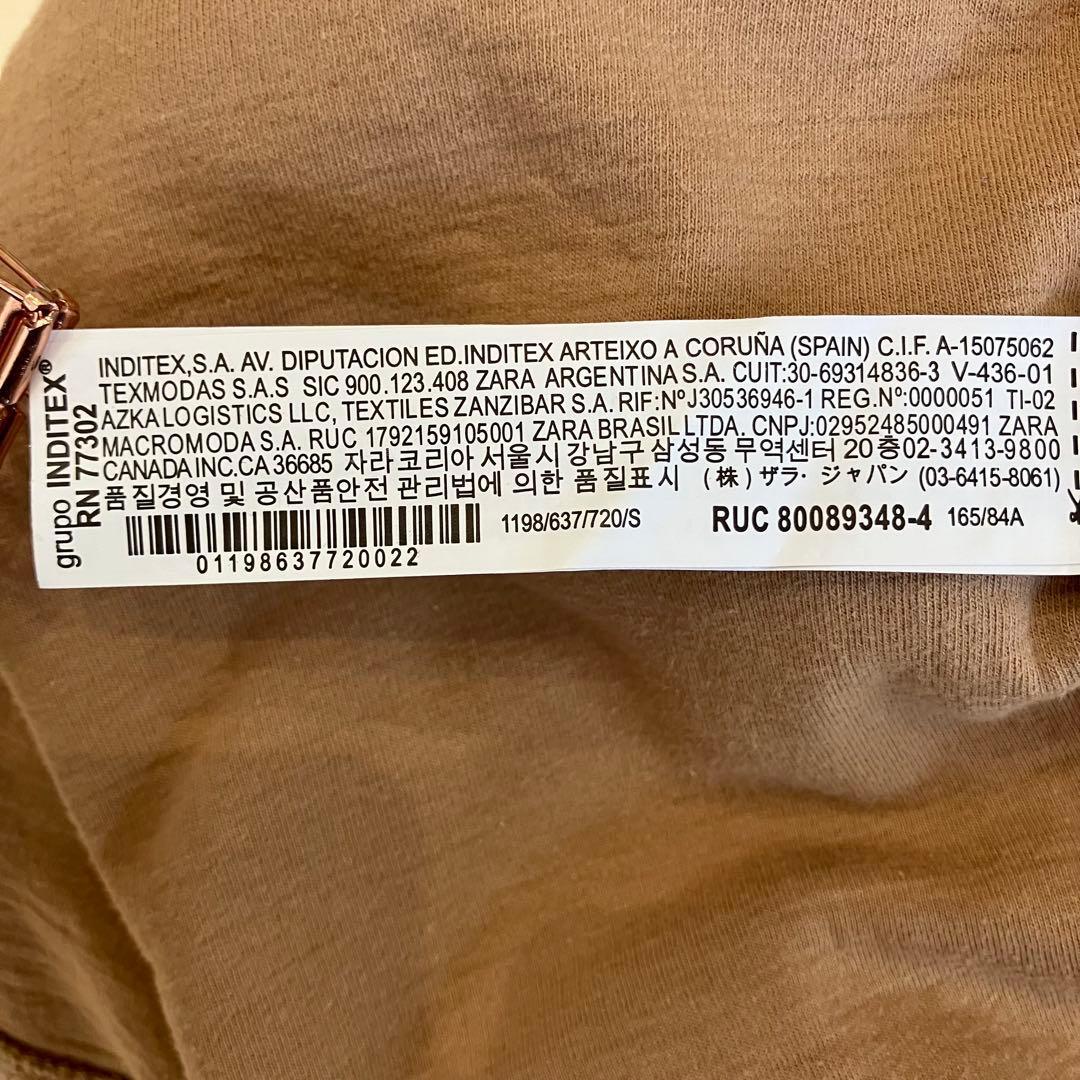 grupo INDITEX®
RN 77302
INDITEX,S.A. AV. DIPUTACION ED.INDITEX ARTEIXO A CORUÑA (SPAIN) C.I.F. A-15075062
TEXMODAS S.A.S SIC 900.123.408 ZARA ARGENTINA S.A. CUIT:30-69314836-3 V-436-01
AZKA LOGISTICS LLC, TEXTILES ZANZIBAR S.A. RIF:NºJ30536946-1 REG.Nº:0000051 TI-02
MACROMODA S.A. RUC 1792159105001 ZARA BRASIL LTDA. CNPJ:02952485000491 ZARA
CANADA INC.CA 36685 자라코리아 서울시 강남구 삼성동 무역센터 20층02-3413-9800
품질경영 및 공산품안전 관리법에 의한 품질표시 (株) ザラ・ジャパン (03-6415-8061)
1198/637/720/S RUC 80089348-4 165/84A
01198637720022